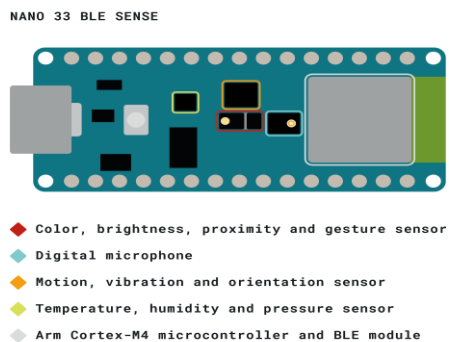 NANO 33 BLE SENSE
Color, brightness, proximity and gesture sensor
Digital microphone
Motion, vibration and orientation sensor
Temperature, humidity and pressure sensor
Arm Cortex-M4 microcontroller and BLE module